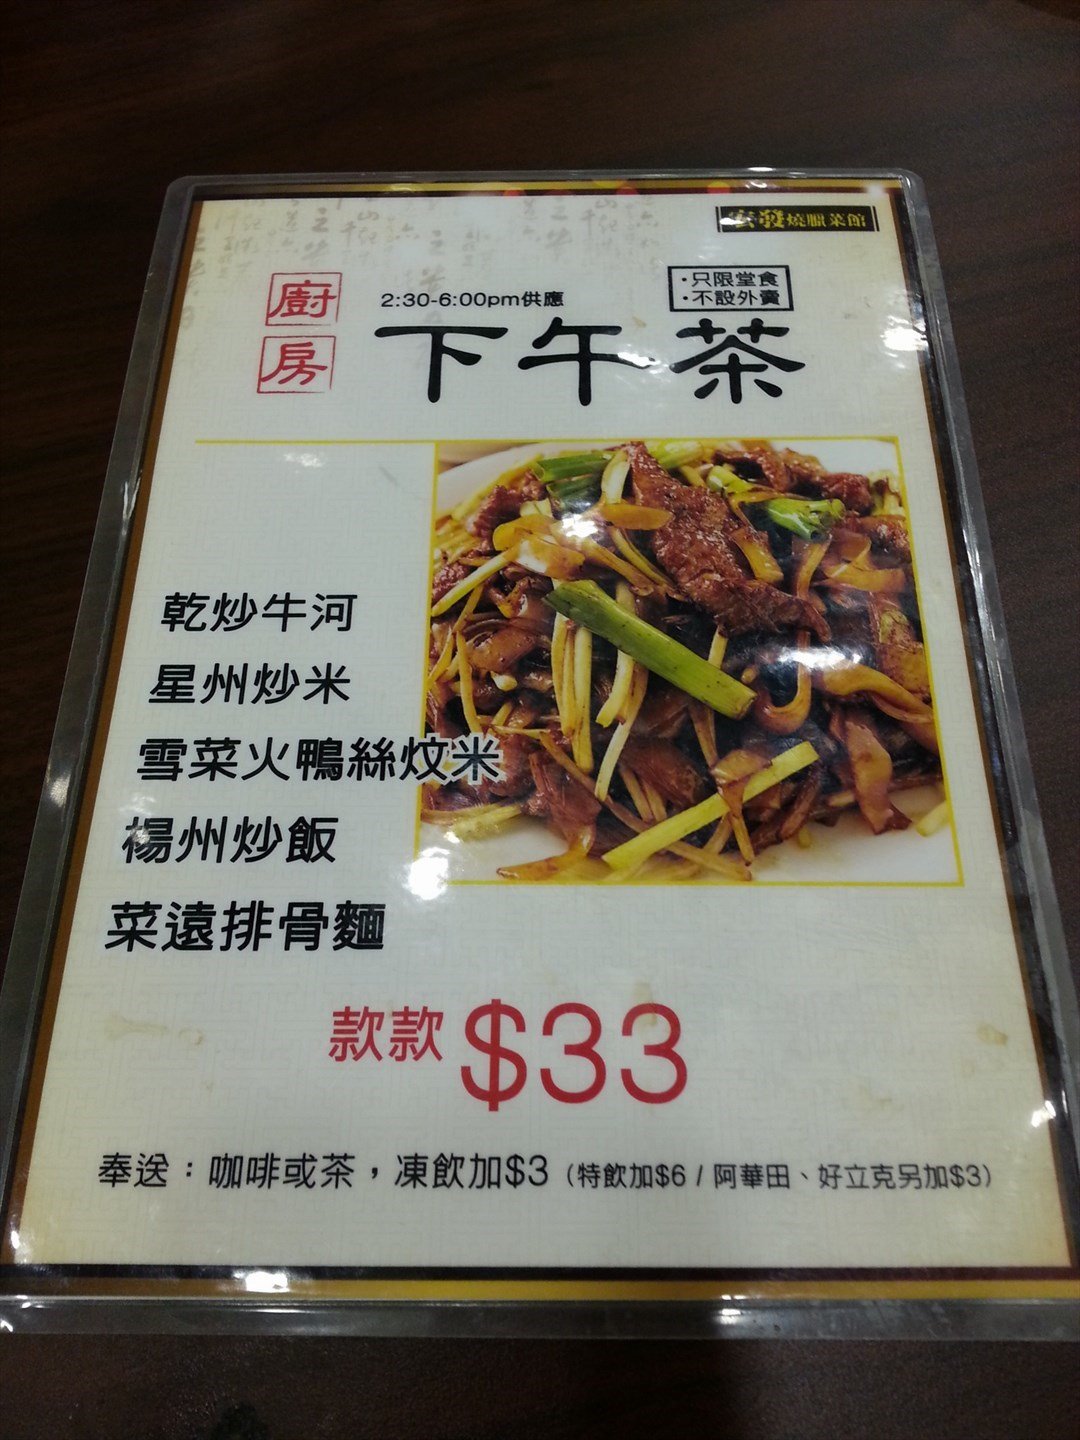 宏發燒臘菜館
廚房
2:30-6:00pm供應
·只限堂食
·不設外賣
下午茶
乾炒牛河
星州炒米
雪菜火鴨絲炆米
楊州炒飯
菜遠排骨麵
款款$33
奉送：咖啡或茶，凍飲加$3（特飲加$6 / 阿華田、好立克另加$3）